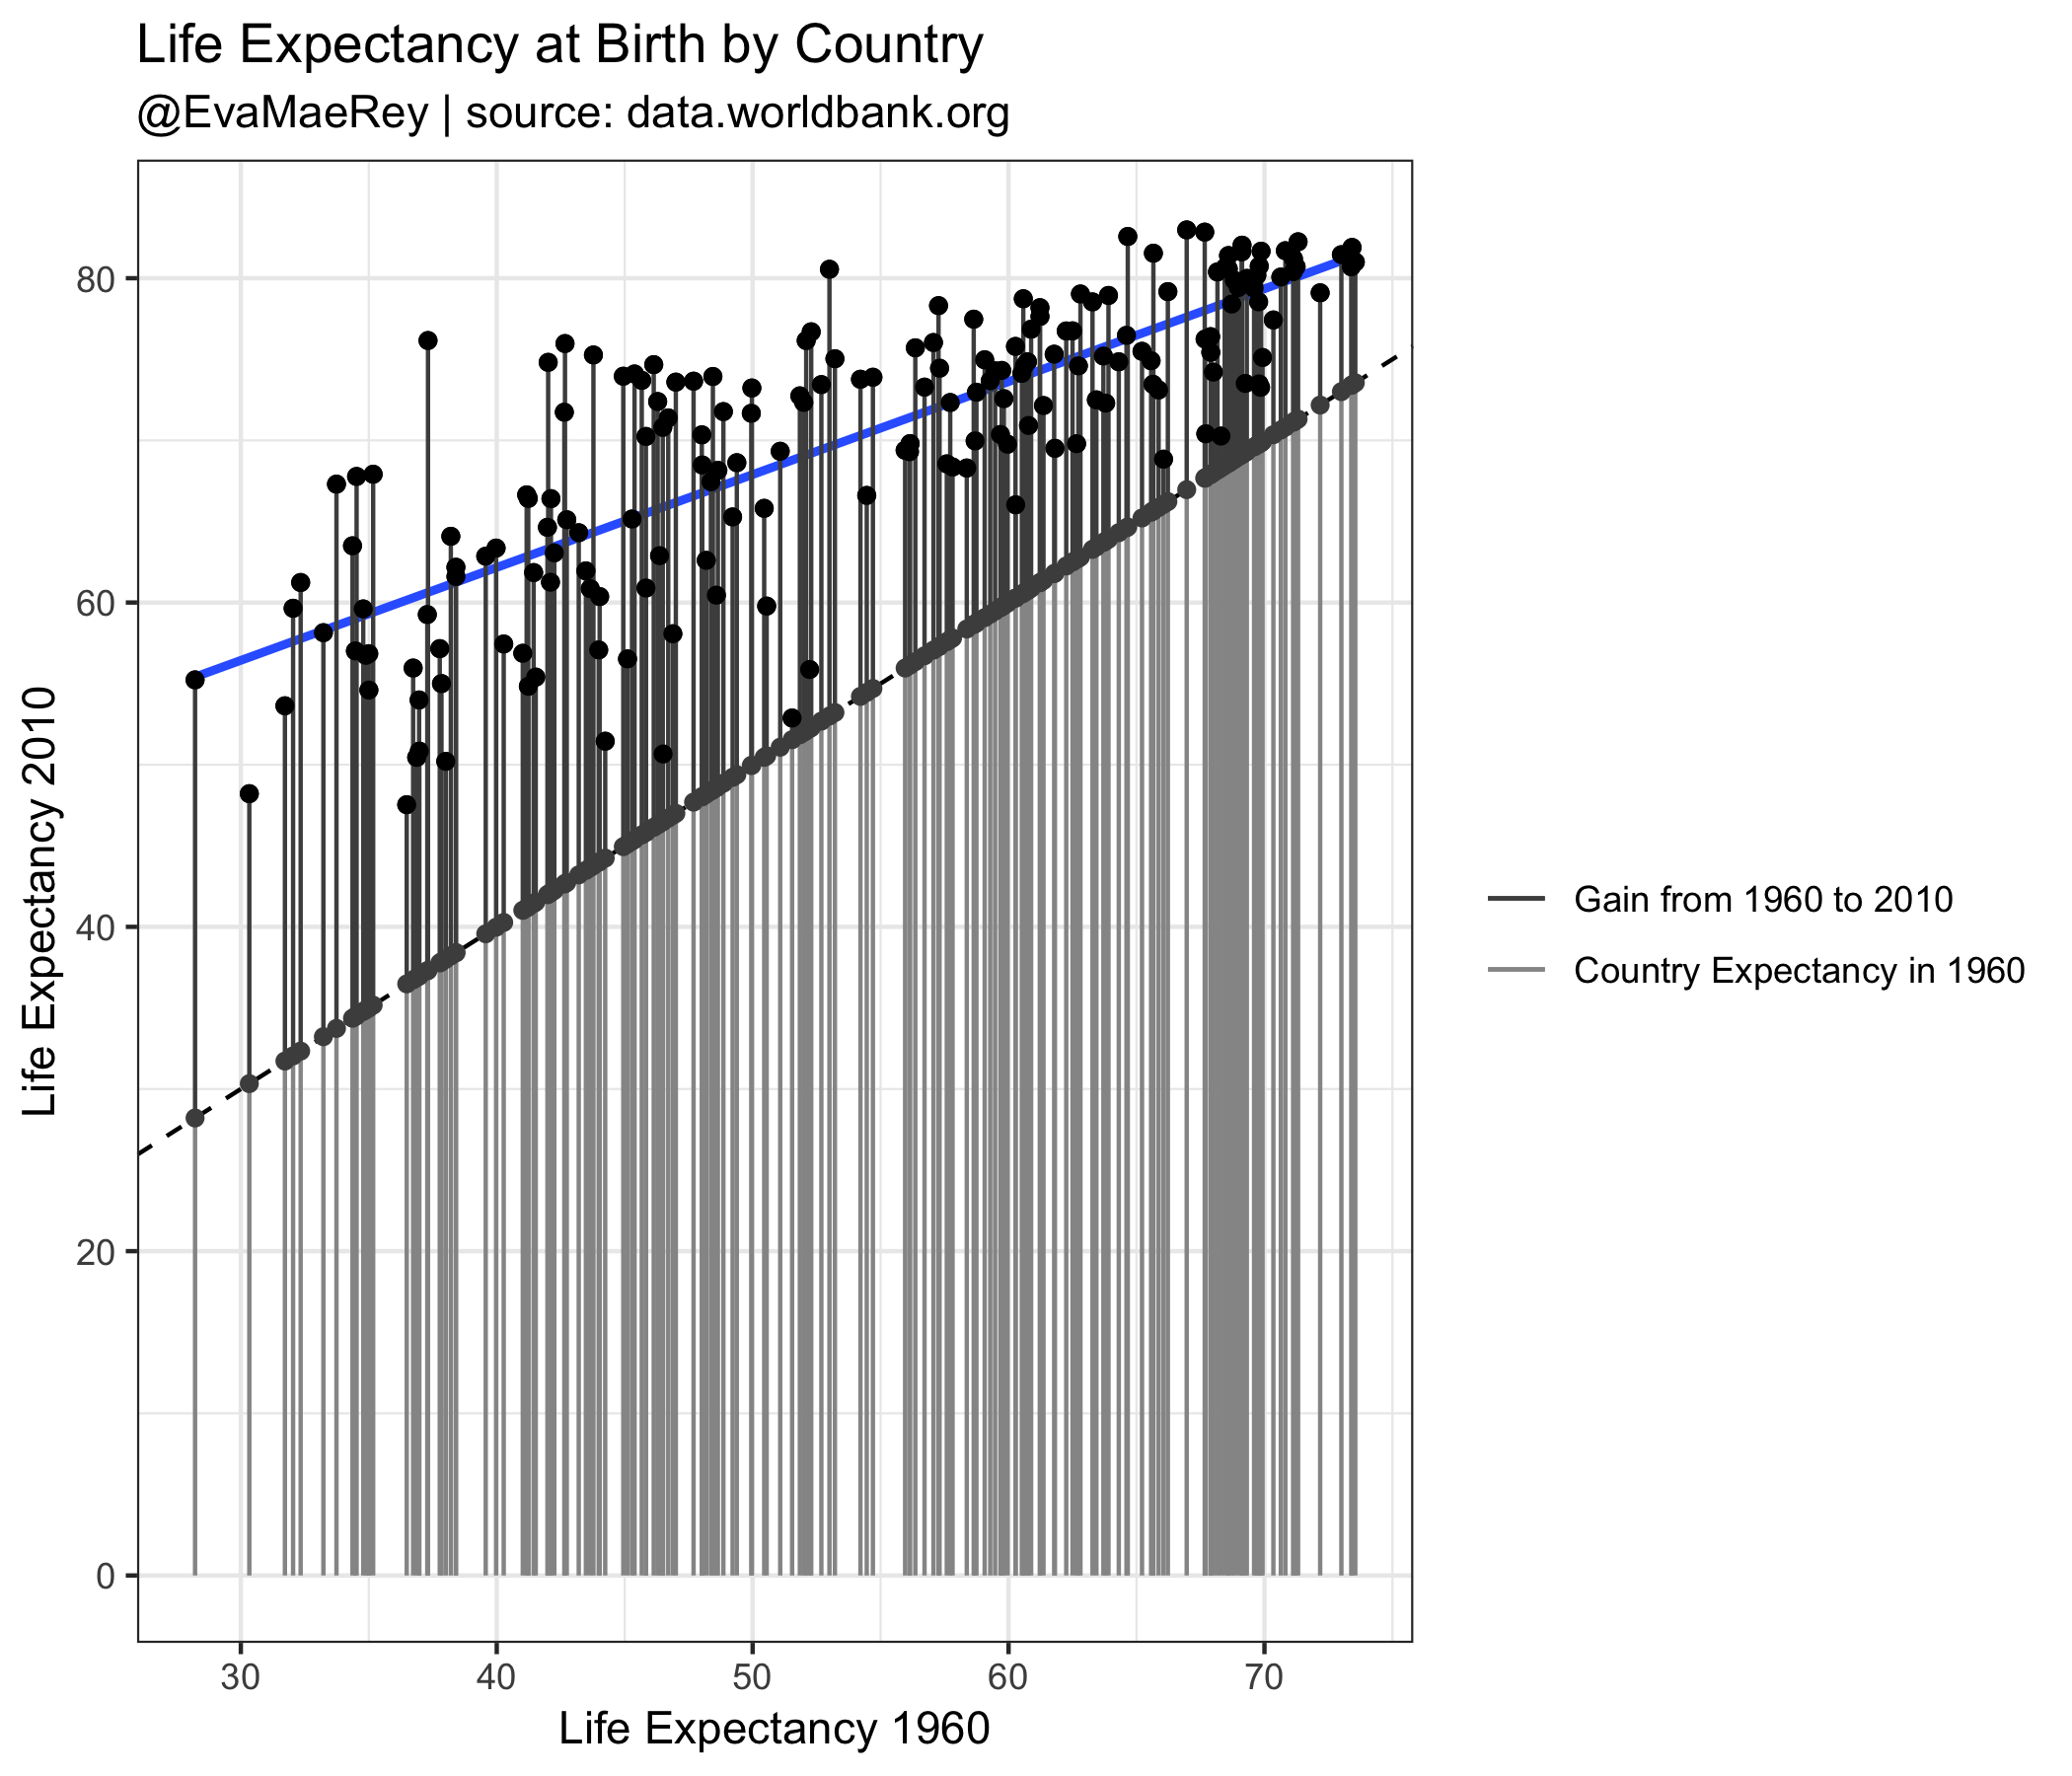 Life Expectancy at Birth by Country
@EvaMaeRey | source: data.worldbank.org
Life Expectancy 2010
80
60
40
20
0
30 40 50 60 70
Life Expectancy 1960
Gain from 1960 to 2010
Country Expectancy in 1960